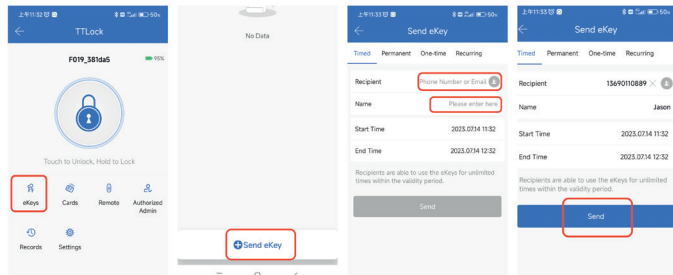 上午11:32
50
TTLock
F019_381da5
95%
Touch to Unlock, Hold to Lock
eKeys
Cards
Remote
Authorized
Admin
Records
Settings
No Data
Send eKey
上午11:33
50
Send eKey
Timed Permanent One-time Recurring
Recipient Phone Number or Email
Name Please enter here
Start Time 2023.07.14 11:32
End Time 2023.07.14 12:32
Recipients are able to use the eKeys for unlimited
times within the validity period.
Send
上午11:33
50
Send eKey
Timed Permanent One-time Recurring
Recipient 13690110889
Name Jason
Start Time 2023.07.14 11:32
End Time 2023.07.14 12:32
Recipients are able to use the eKeys for unlimited
times within the validity period.
Send